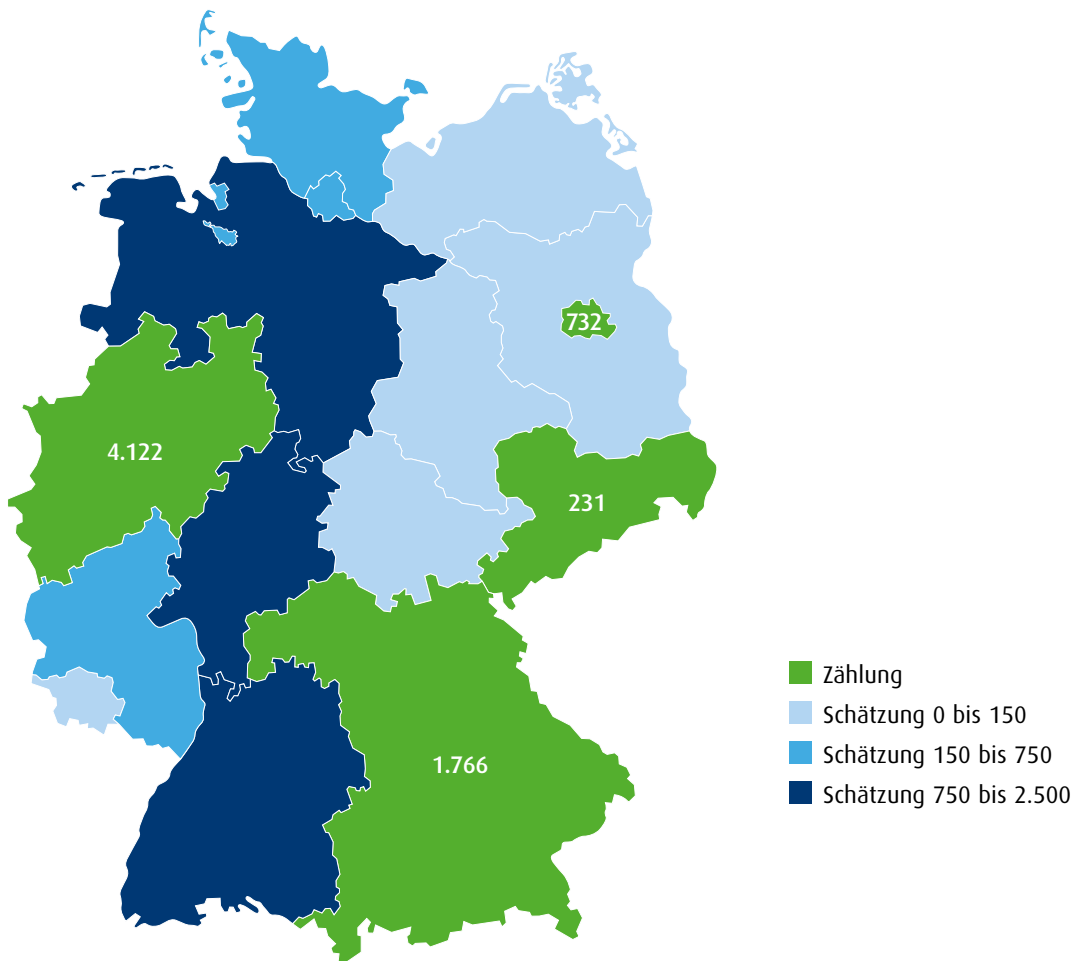 732
4.122
231
1.766
Zählung
Schätzung 0 bis 150
Schätzung 150 bis 750
Schätzung 750 bis 2.500